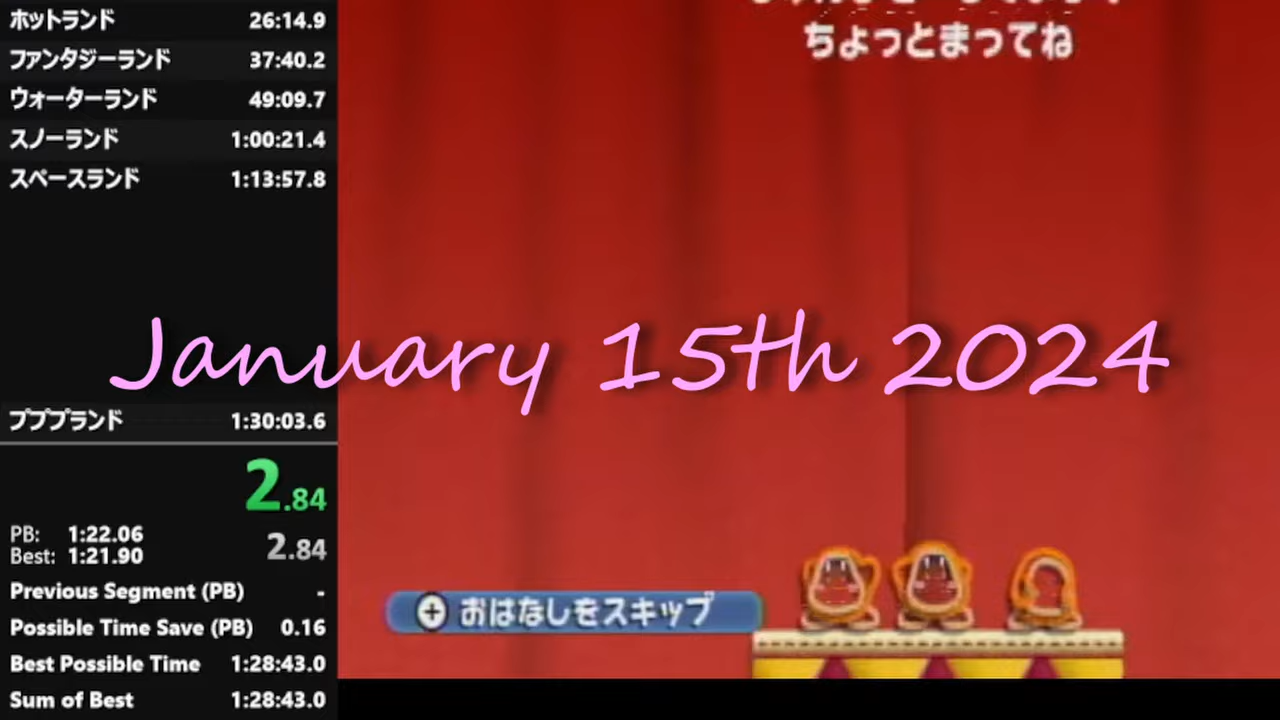 ホットランド 26:14.9
ファンタジーランド 37:40.2
ウォーターランド 49:09.7
スノーランド 1:00:21.4
スペースランド 1:13:57.8
プププランド 1:30:03.6
2.84
PB: 1:22.06
Best: 1:21.90
2.84
Previous Segment (PB) -
Possible Time Save (PB) 0.16
Best Possible Time 1:28:43.0
Sum of Best 1:28:43.0
ちょっとまってね
January 15th 2024
おはなしをスキップ